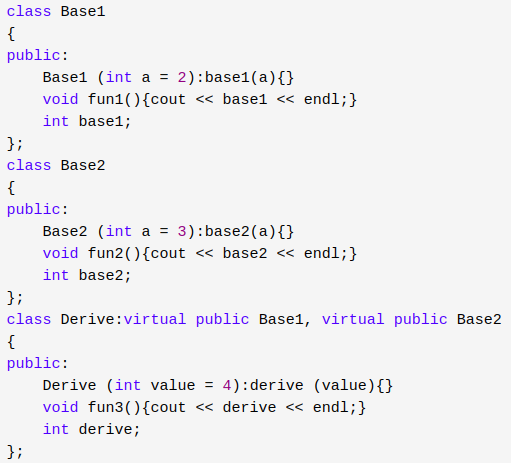 class Base1
{
public:
    Base1 (int a = 2):base1(a){}
    void fun1(){cout << base1 << endl;}
    int base1;
};
class Base2
{
public:
    Base2 (int a = 3):base2(a){}
    void fun2(){cout << base2 << endl;}
    int base2;
};
class Derive:virtual public Base1, virtual public Base2
{
public:
    Derive (int value = 4):derive (value){}
    void fun3(){cout << derive << endl;}
    int derive;
};